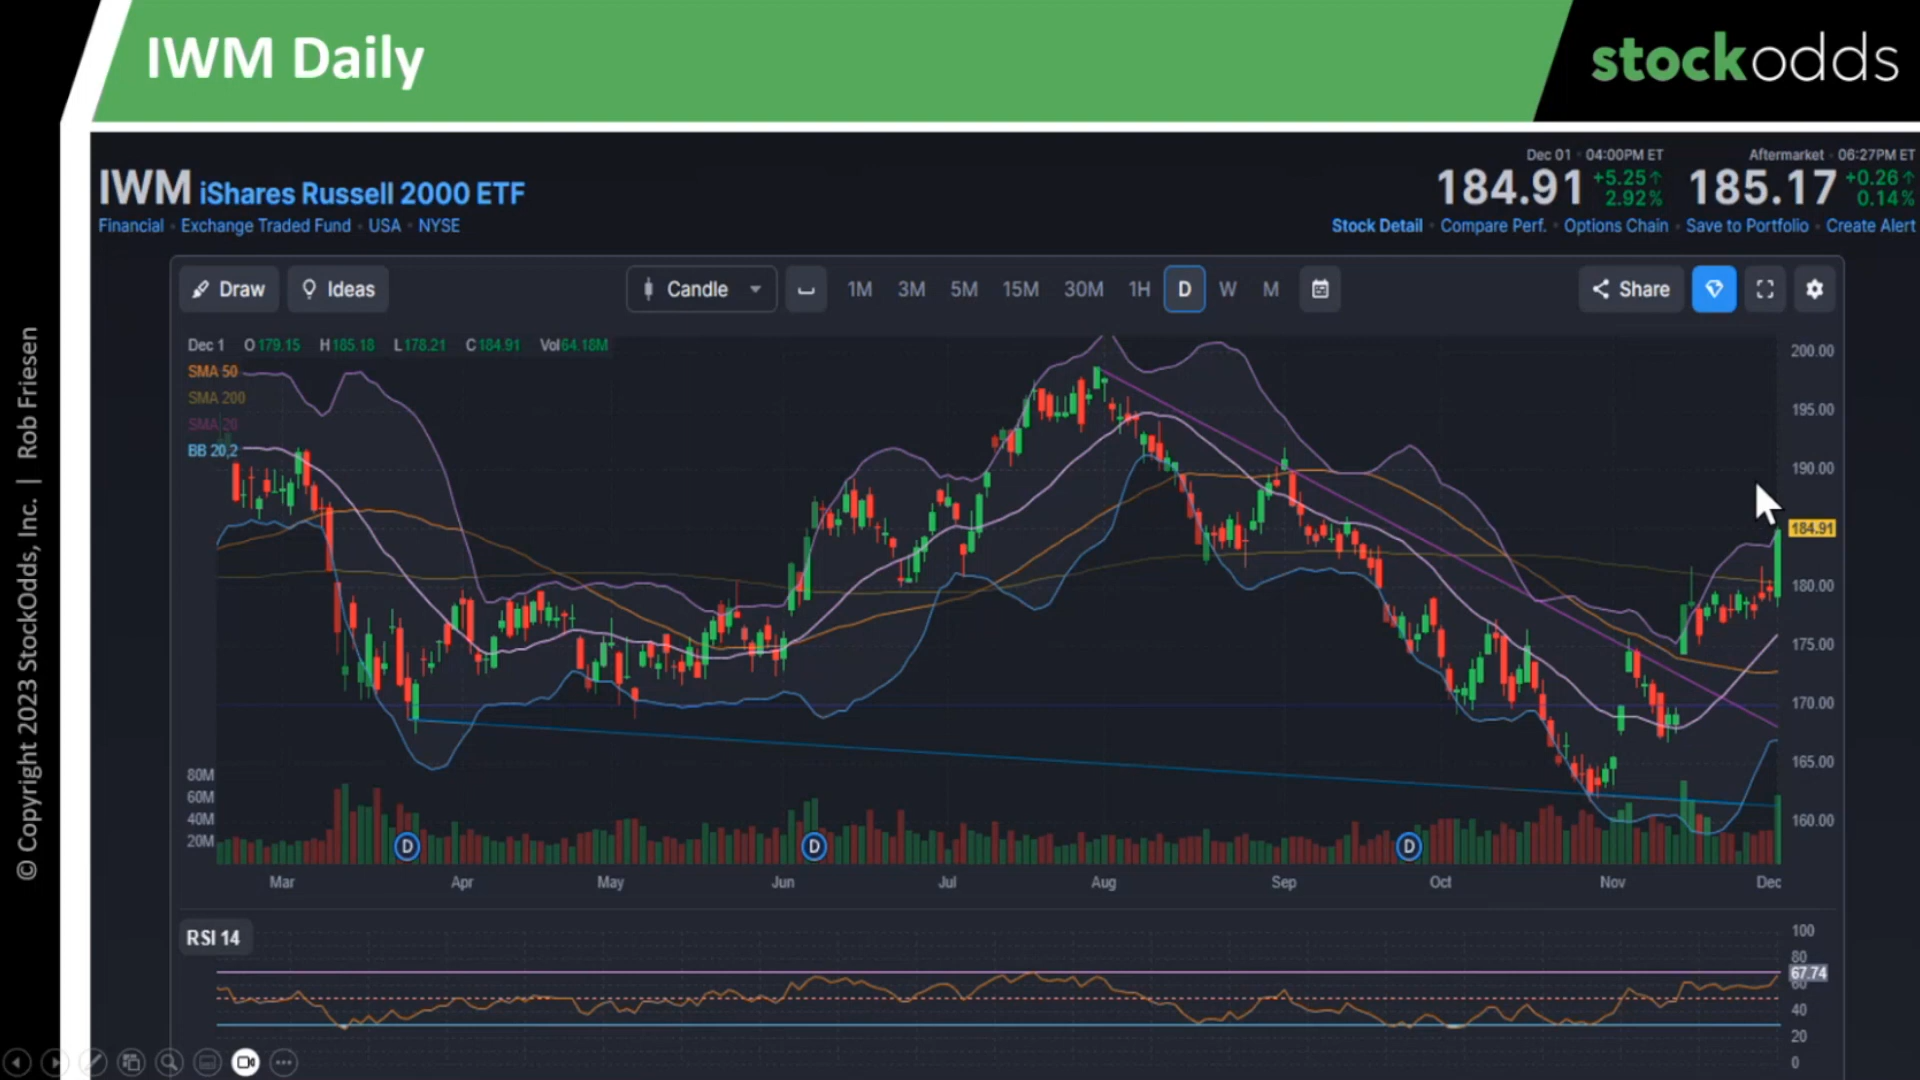 IWM Daily
stockodds
© Copyright 2023 StockOdds, Inc. | Rob Friesen
IWM iShares Russell 2000 ETF
Financial • Exchange Traded Fund • USA • NYSE
Dec 01 • 04:00PM ET
184.91 +5.25↑ 2.92%
Aftermarket • 06:27PM ET
185.17 +0.26↑ 0.14%
Stock Detail • Compare Perf. • Options Chain • Save to Portfolio • Create Alert
Draw Ideas Candle 1M 3M 5M 15M 30M 1H D W M Share
Dec 1 O179.15 H185.18 L178.21 C184.91 Vol64.18M
SMA 50
SMA 200
SMA 20
BB 20,2
200.00
195.00
190.00
184.91
180.00
175.00
170.00
165.00
160.00
80M
60M
40M
20M
D D D
Mar Apr May Jun Jul Aug Sep Oct Nov Dec
RSI 14
100
80
67.74
60
40
20
0